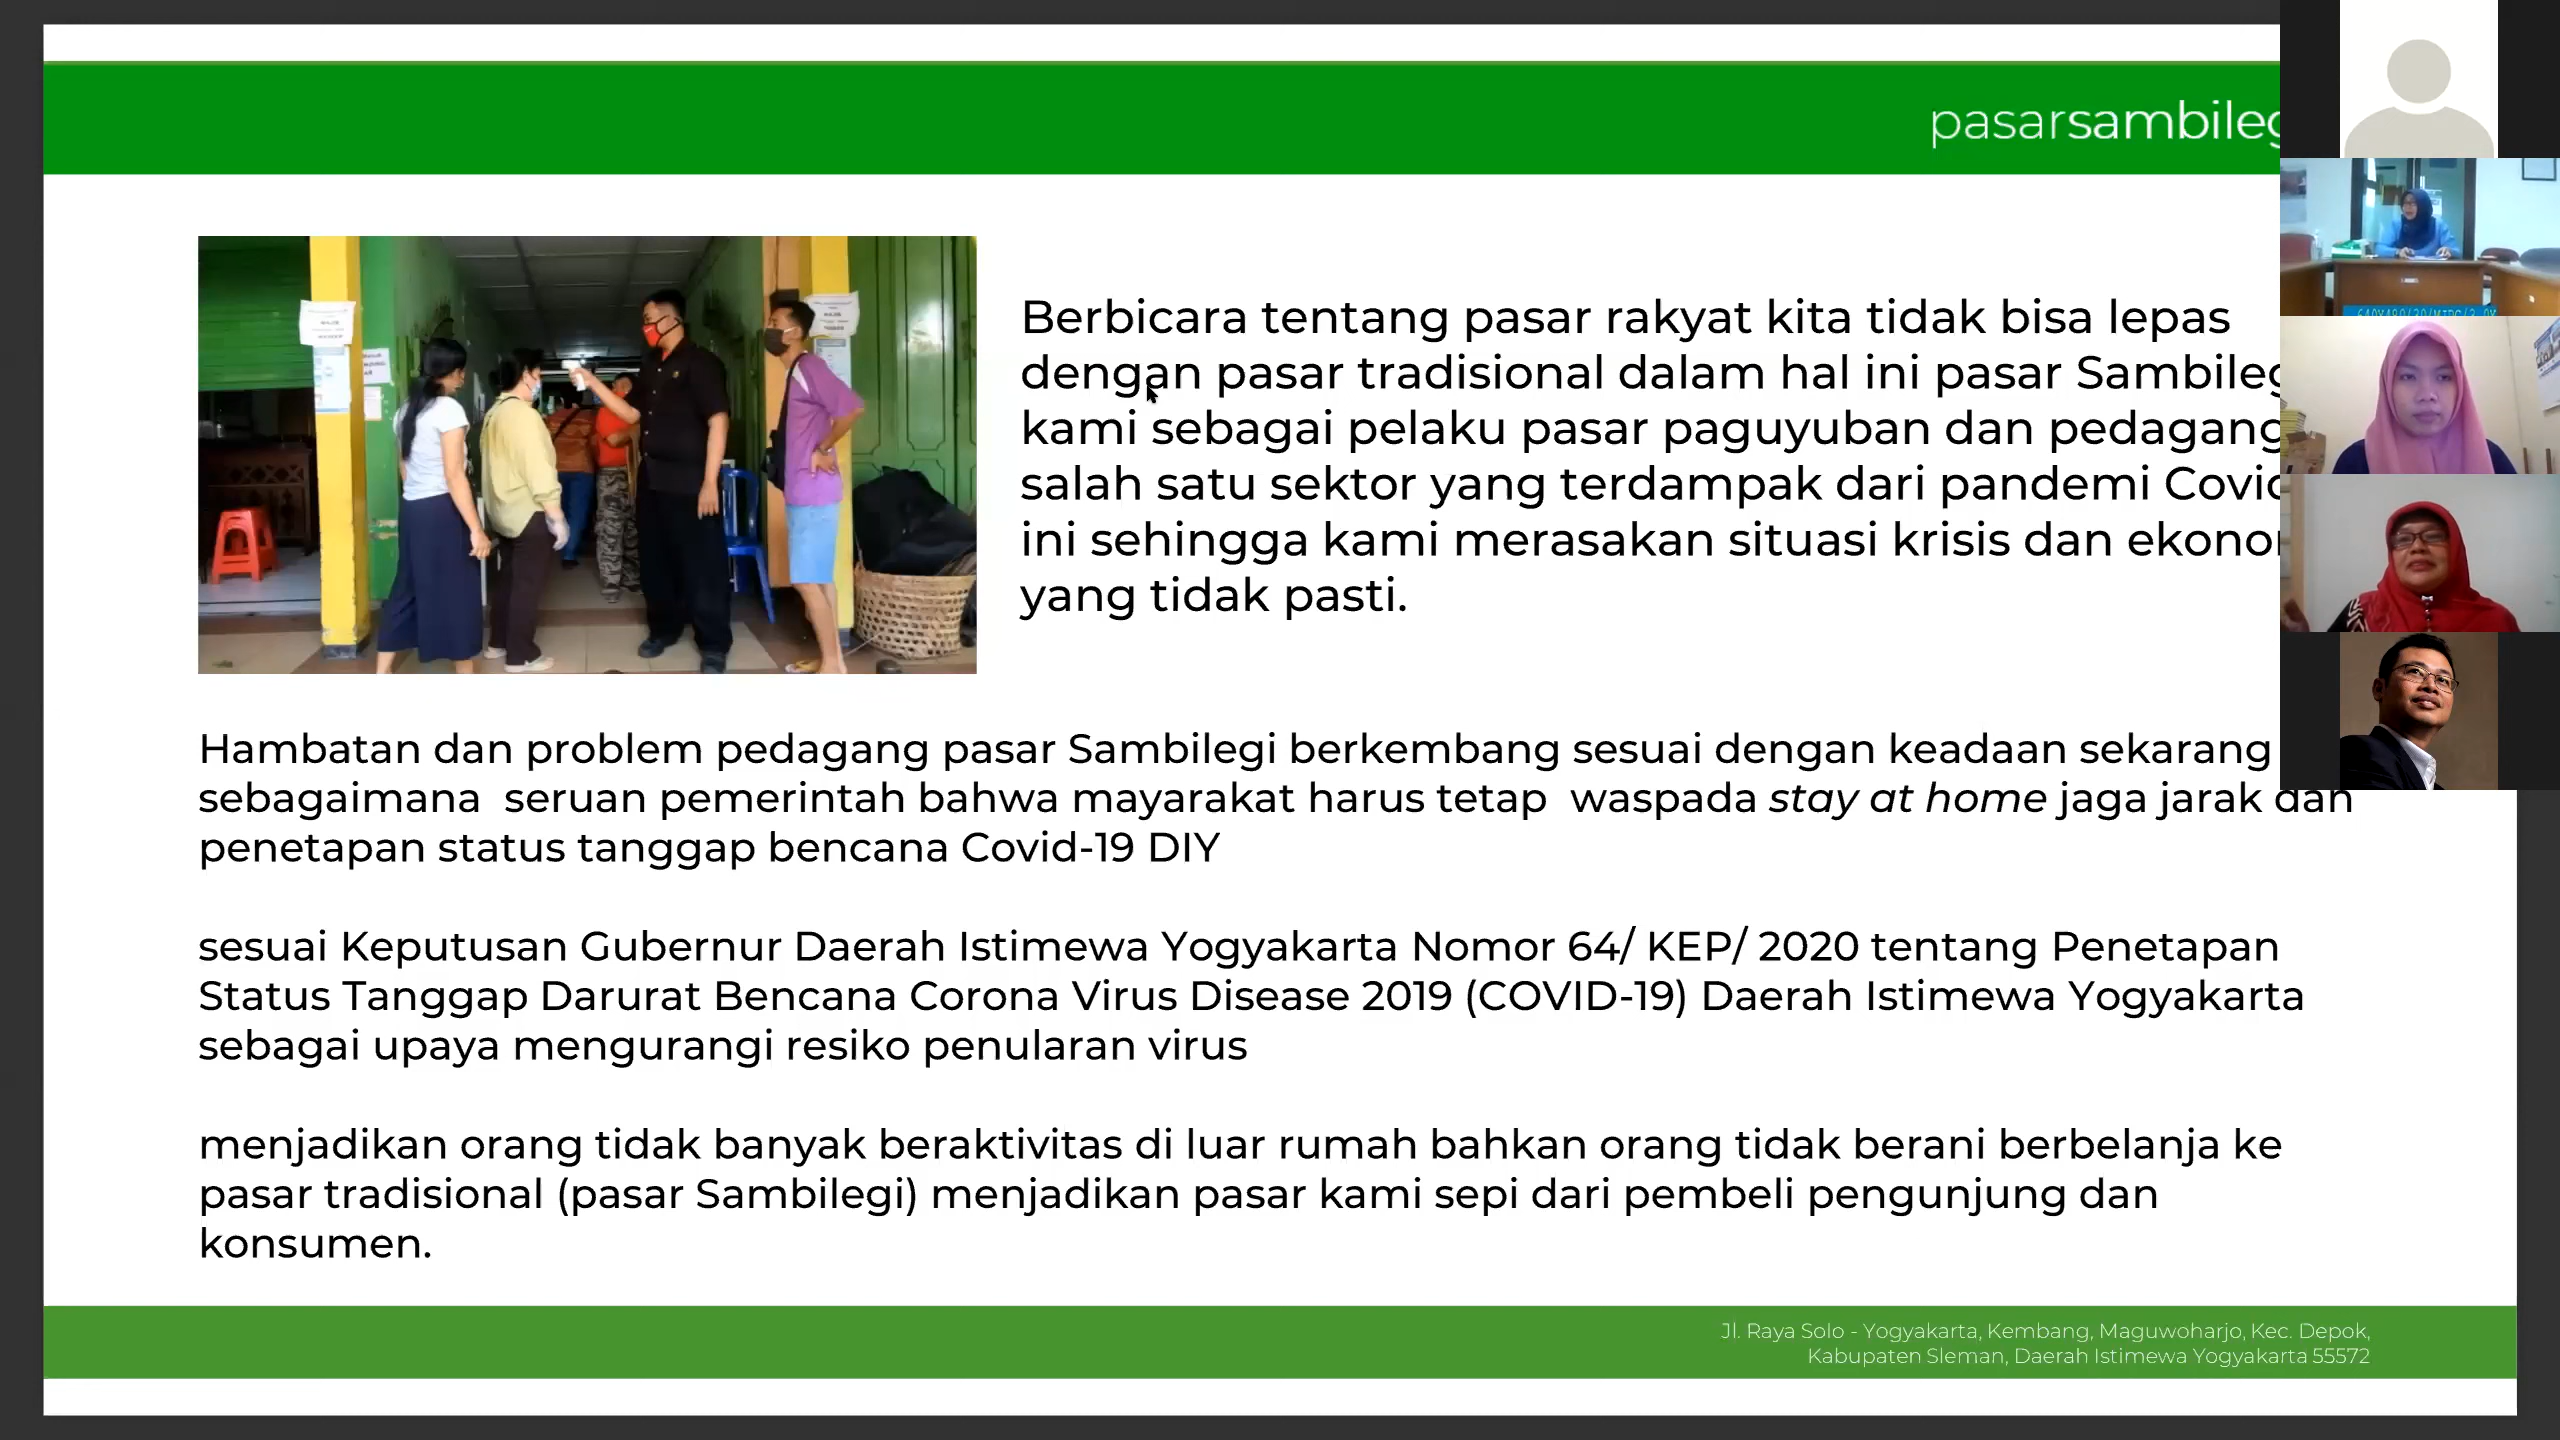 Berbicara tentang pasar rakyat kita tidak bisa lepas
dengan pasar tradisional dalam hal ini pasar
kami sebagai pelaku pasar paguyuban dan pedagang
salah satu sektor yang terdampak dari pandemi
ini sehingga kami merasakan situasi krisis dan
yang tidak pasti.
Hambatan dan problem pedagang pasar Sambilegi berkembang sesuai dengan keadaan sekarang
sebagaimana seruan pemerintah bahwa mayarakat harus tetap waspada stay at home jaga jarak dan
penetapan status tanggap bencana Covid-19 DIY
sesuai Keputusan Gubernur Daerah Istimewa Yogyakarta Nomor 64/ KEP/ 2020 tentang Penetapan
Status Tanggap Darurat Bencana Corona Virus Disease 2019 (COVID-19) Daerah Istimewa Yogyakarta
sebagai upaya mengurangi resiko penularan virus
menjadikan orang tidak banyak beraktivitas di luar rumah bahkan orang tidak berani berbelanja ke
pasar tradisional (pasar Sambilegi) menjadikan pasar kami sepi dari pembeli pengunjung dan
konsumen.
Jl. Raya Solo - Yogyakarta, Kembang, Maguwoharjo, Kec. Depok,
Kabupaten Sleman, Daerah Istimewa Yogyakarta 55572